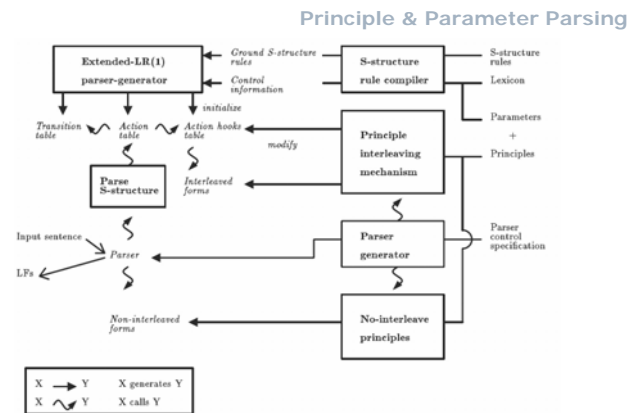 Principle & Parameter Parsing
Extended-LR(1)
parser-generator
Ground S-structure
rules
Control
information
S-structure
rule compiler
S-structure
rules
Lexicon
initialize
Parameters
+
Principles
Transition
table
Action
table
Action hooks
table
modify
Principle
interleaving
mechanism
Parse
S-structure
Interleaved
forms
Input sentence
Parser
LFs
Parser
generator
Parser
control
specification
Non-interleaved
forms
No-interleave
principles
X Y X generates Y
X Y X calls Y